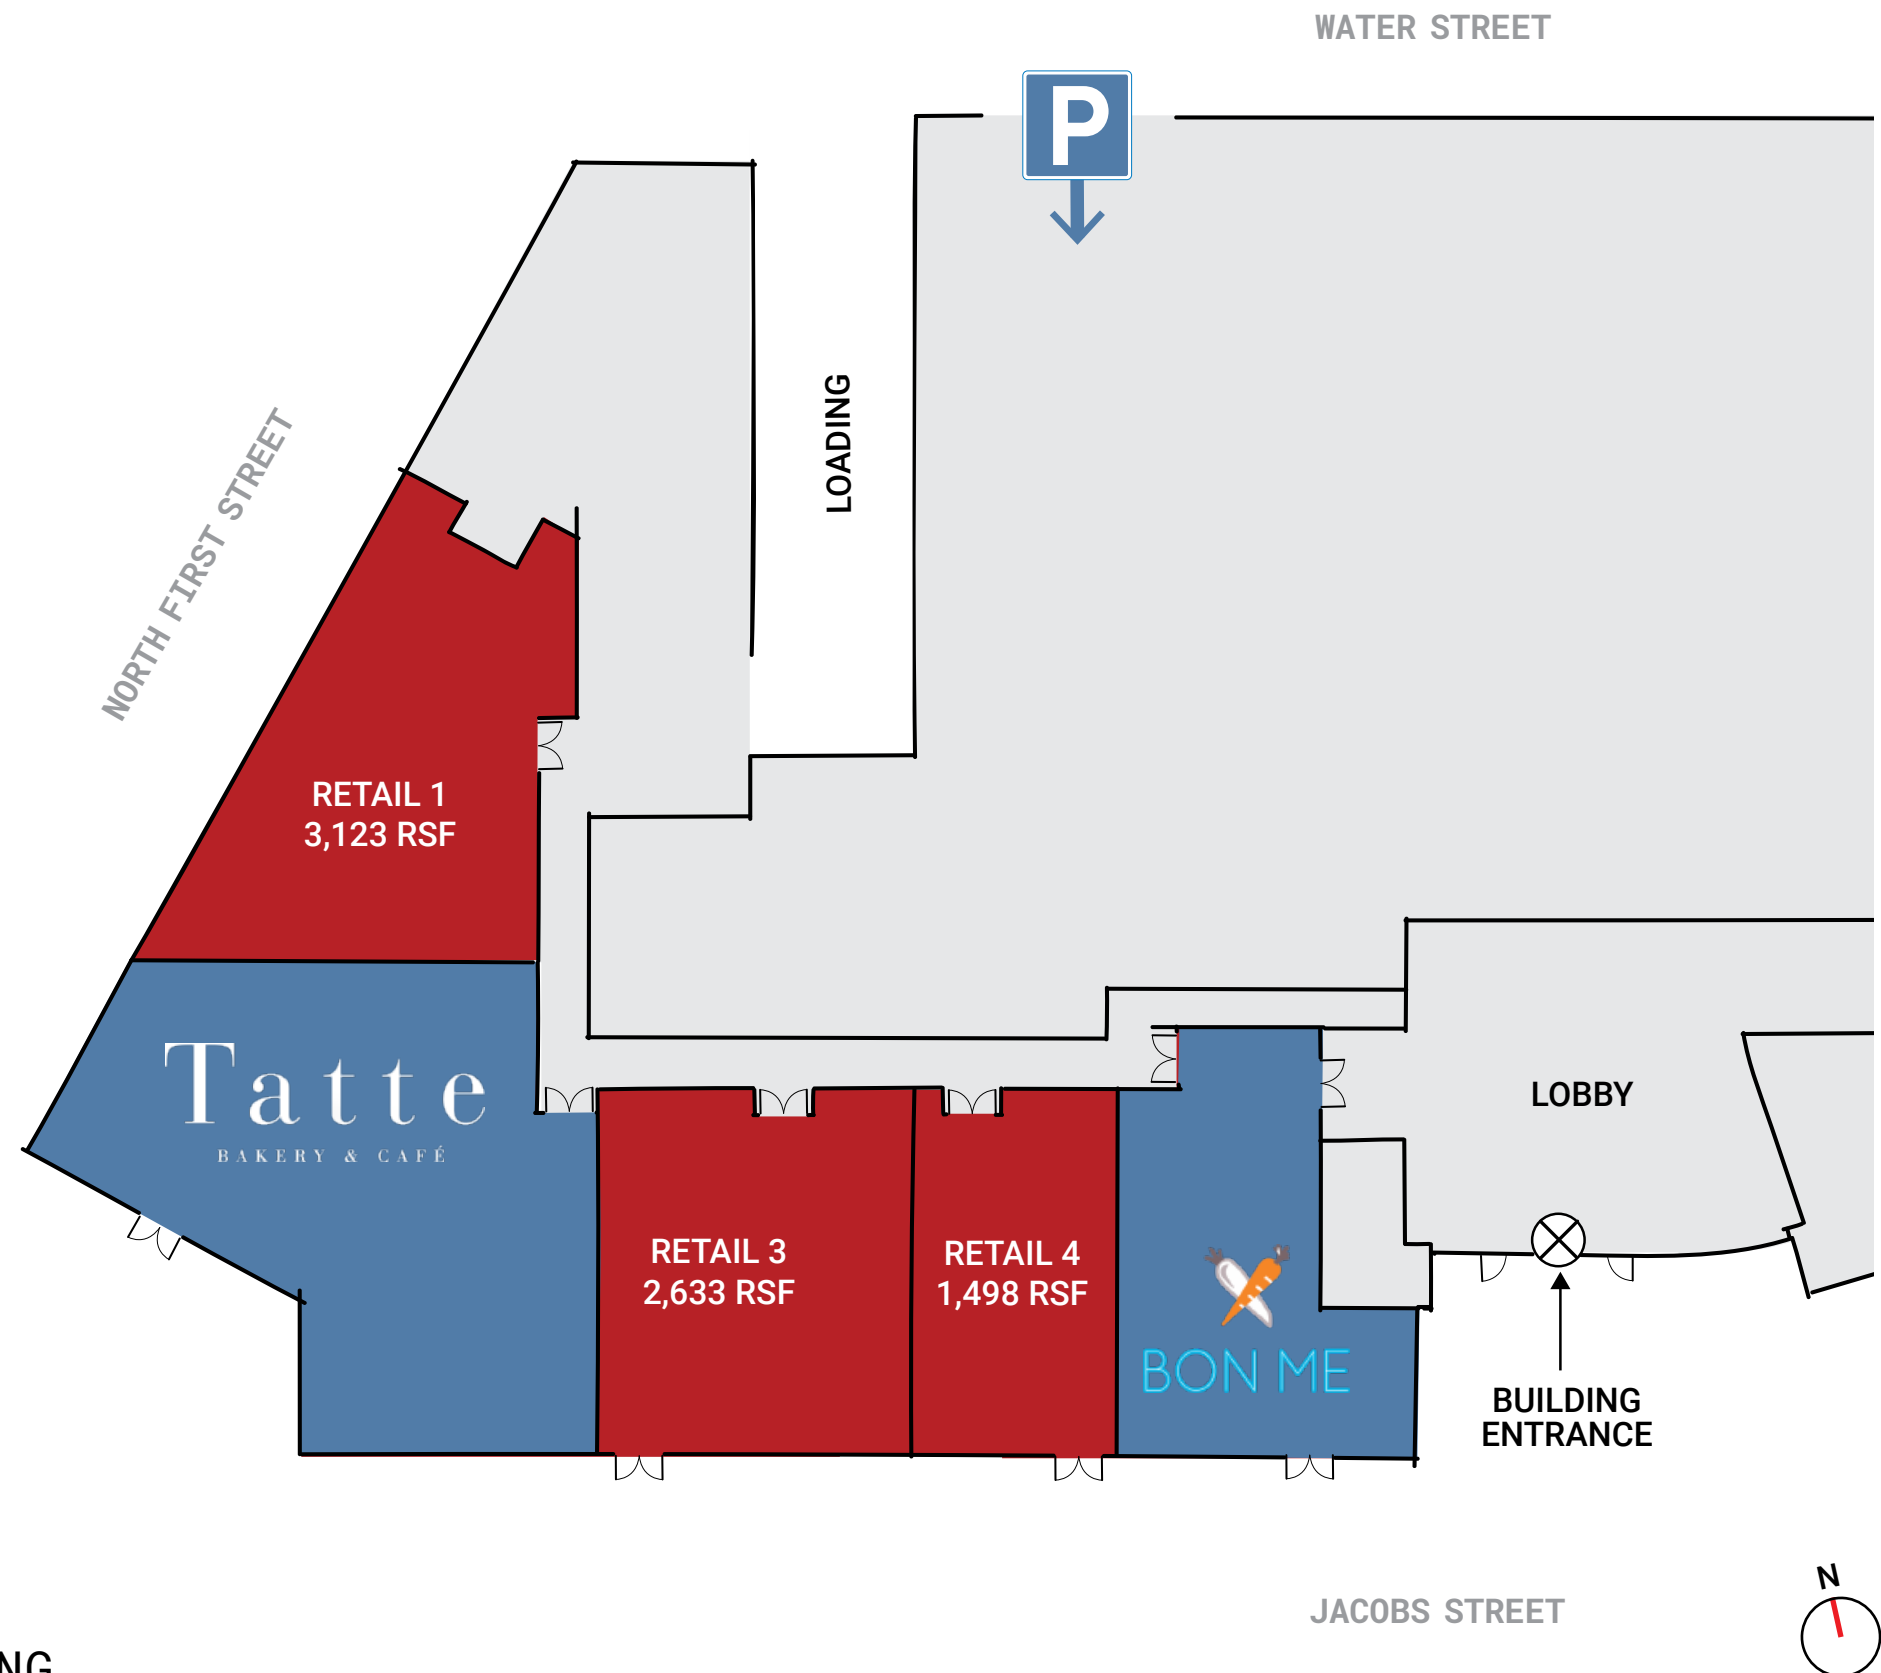 WATER STREET
P
LOADING
NORTH FIRST STREET
RETAIL 1
3,123 RSF
Tatte
BAKERY & CAFÉ
LOBBY
RETAIL 3
2,633 RSF
RETAIL 4
1,498 RSF
BON ME
BUILDING
ENTRANCE
N
JACOBS STREET
NG